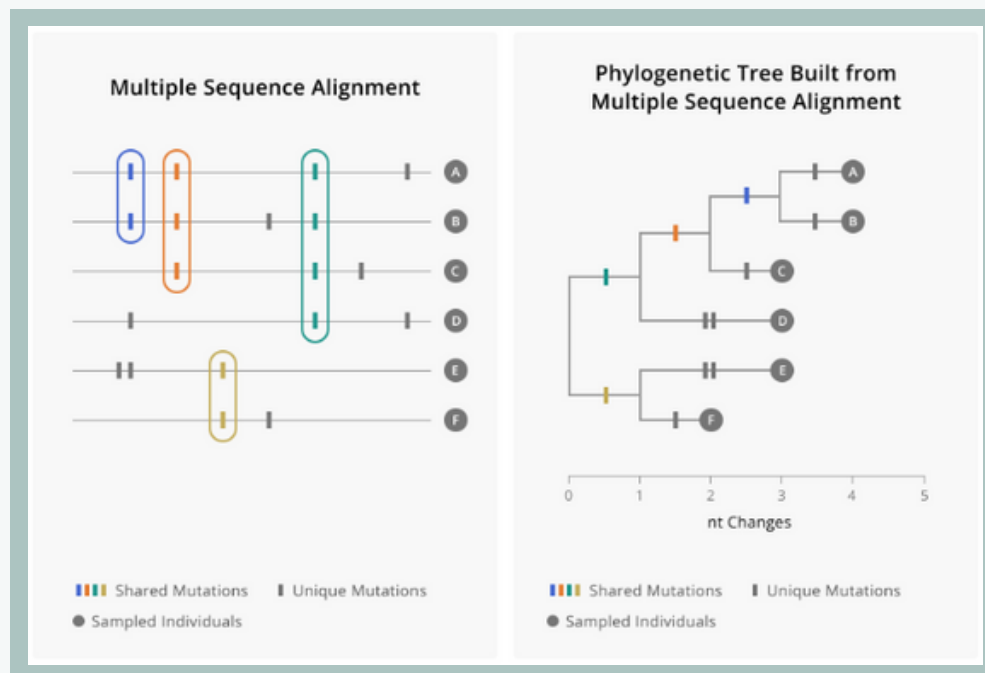 Multiple Sequence Alignment
A
B
C
D
E
F
Shared Mutations
Unique Mutations
Sampled Individuals
Phylogenetic Tree Built from
Multiple Sequence Alignment
A
B
C
D
E
F
0 1 2 3 4 5
nt Changes
Shared Mutations
Unique Mutations
Sampled Individuals